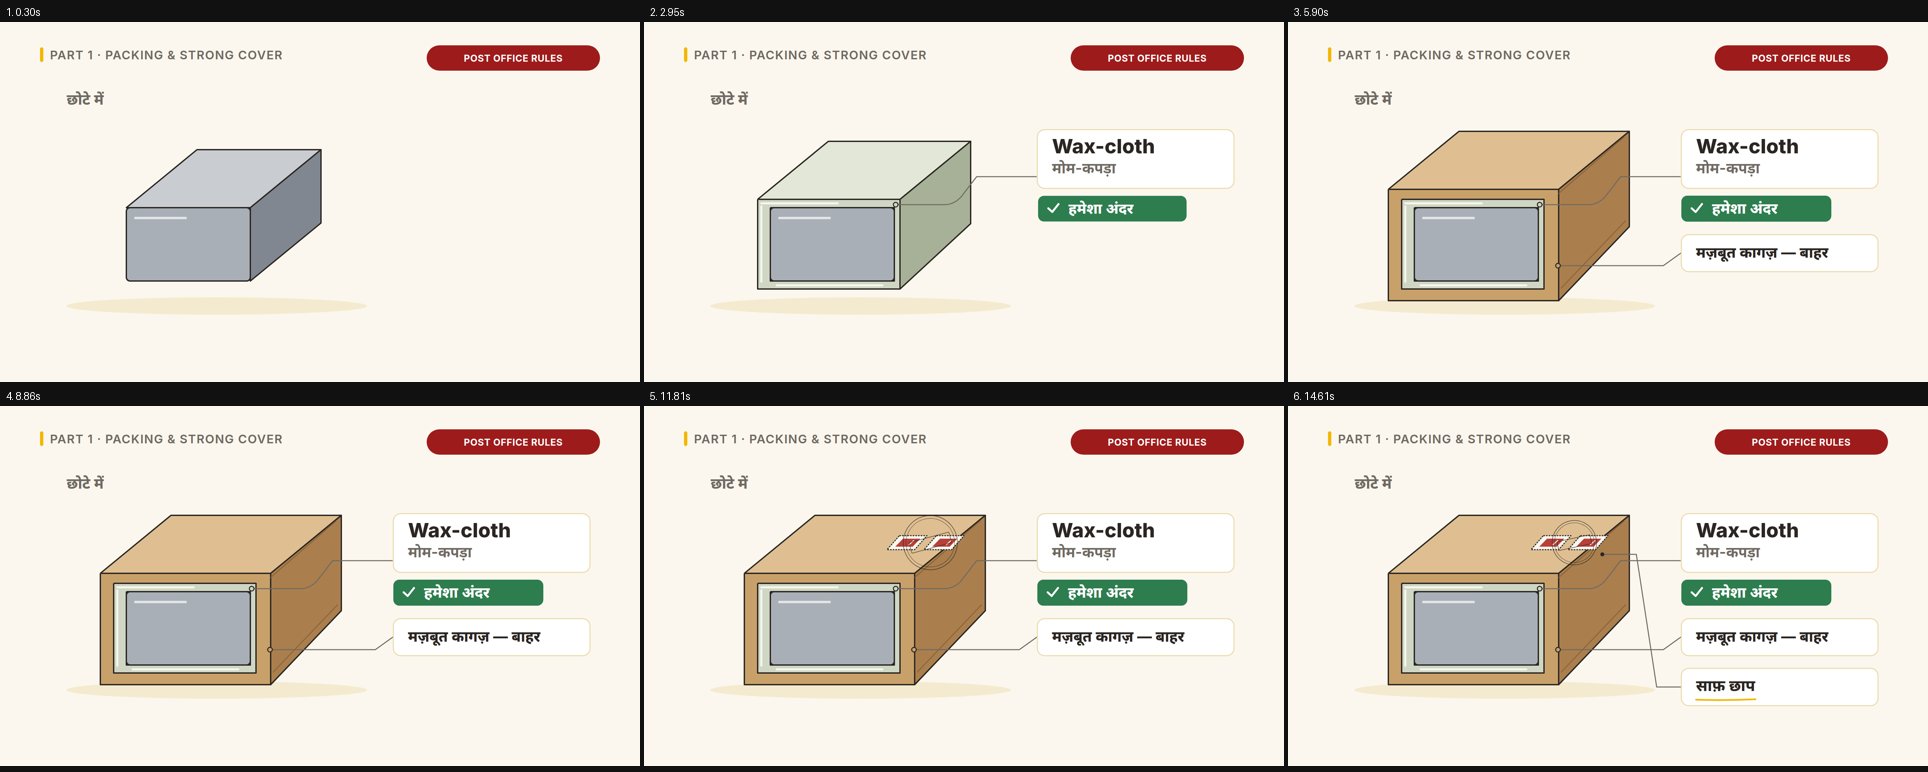 1. 0.30s
PART 1 · PACKING & STRONG COVER
POST OFFICE RULES
छोटे में
2. 2.95s
PART 1 · PACKING & STRONG COVER
POST OFFICE RULES
छोटे में
Wax-cloth
मोम-कपड़ा
हमेशा अंदर
3. 5.90s
PART 1 · PACKING & STRONG COVER
POST OFFICE RULES
छोटे में
Wax-cloth
मोम-कपड़ा
हमेशा अंदर
मज़बूत कागज़ — बाहर
4. 8.86s
PART 1 · PACKING & STRONG COVER
POST OFFICE RULES
छोटे में
Wax-cloth
मोम-कपड़ा
हमेशा अंदर
मज़बूत कागज़ — बाहर
5. 11.81s
PART 1 · PACKING & STRONG COVER
POST OFFICE RULES
छोटे में
Wax-cloth
मोम-कपड़ा
हमेशा अंदर
मज़बूत कागज़ — बाहर
6. 14.61s
PART 1 · PACKING & STRONG COVER
POST OFFICE RULES
छोटे में
Wax-cloth
मोम-कपड़ा
हमेशा अंदर
मज़बूत कागज़ — बाहर
साफ़ छाप